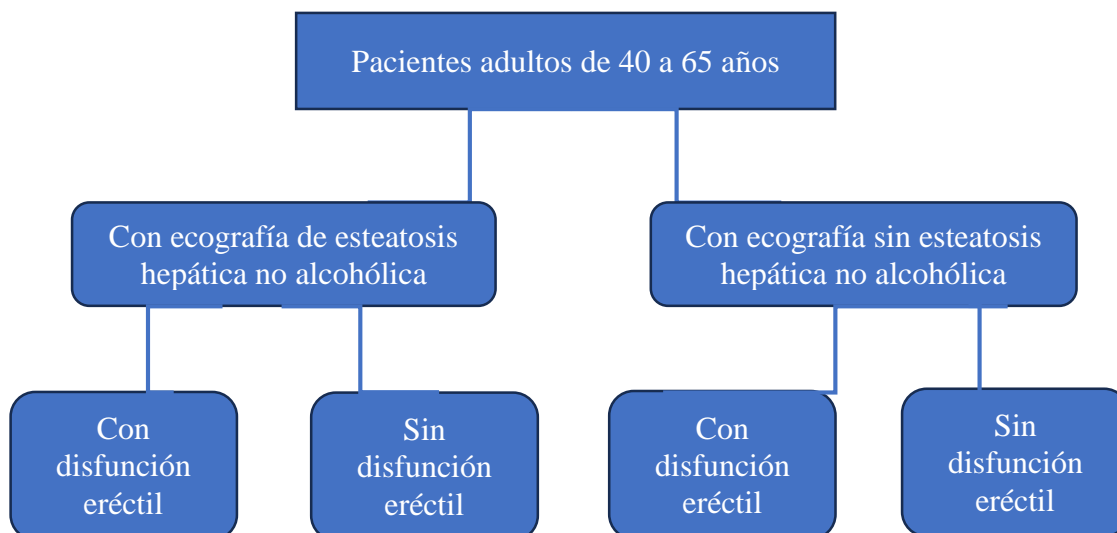 Pacientes adultos de 40 a 65 años
Con ecografía de esteatosis
hepática no alcohólica
Con ecografía sin esteatosis
hepática no alcohólica
Con
disfunción
eréctil
Sin
disfunción
eréctil
Con
disfunción
eréctil
Sin
disfunción
eréctil